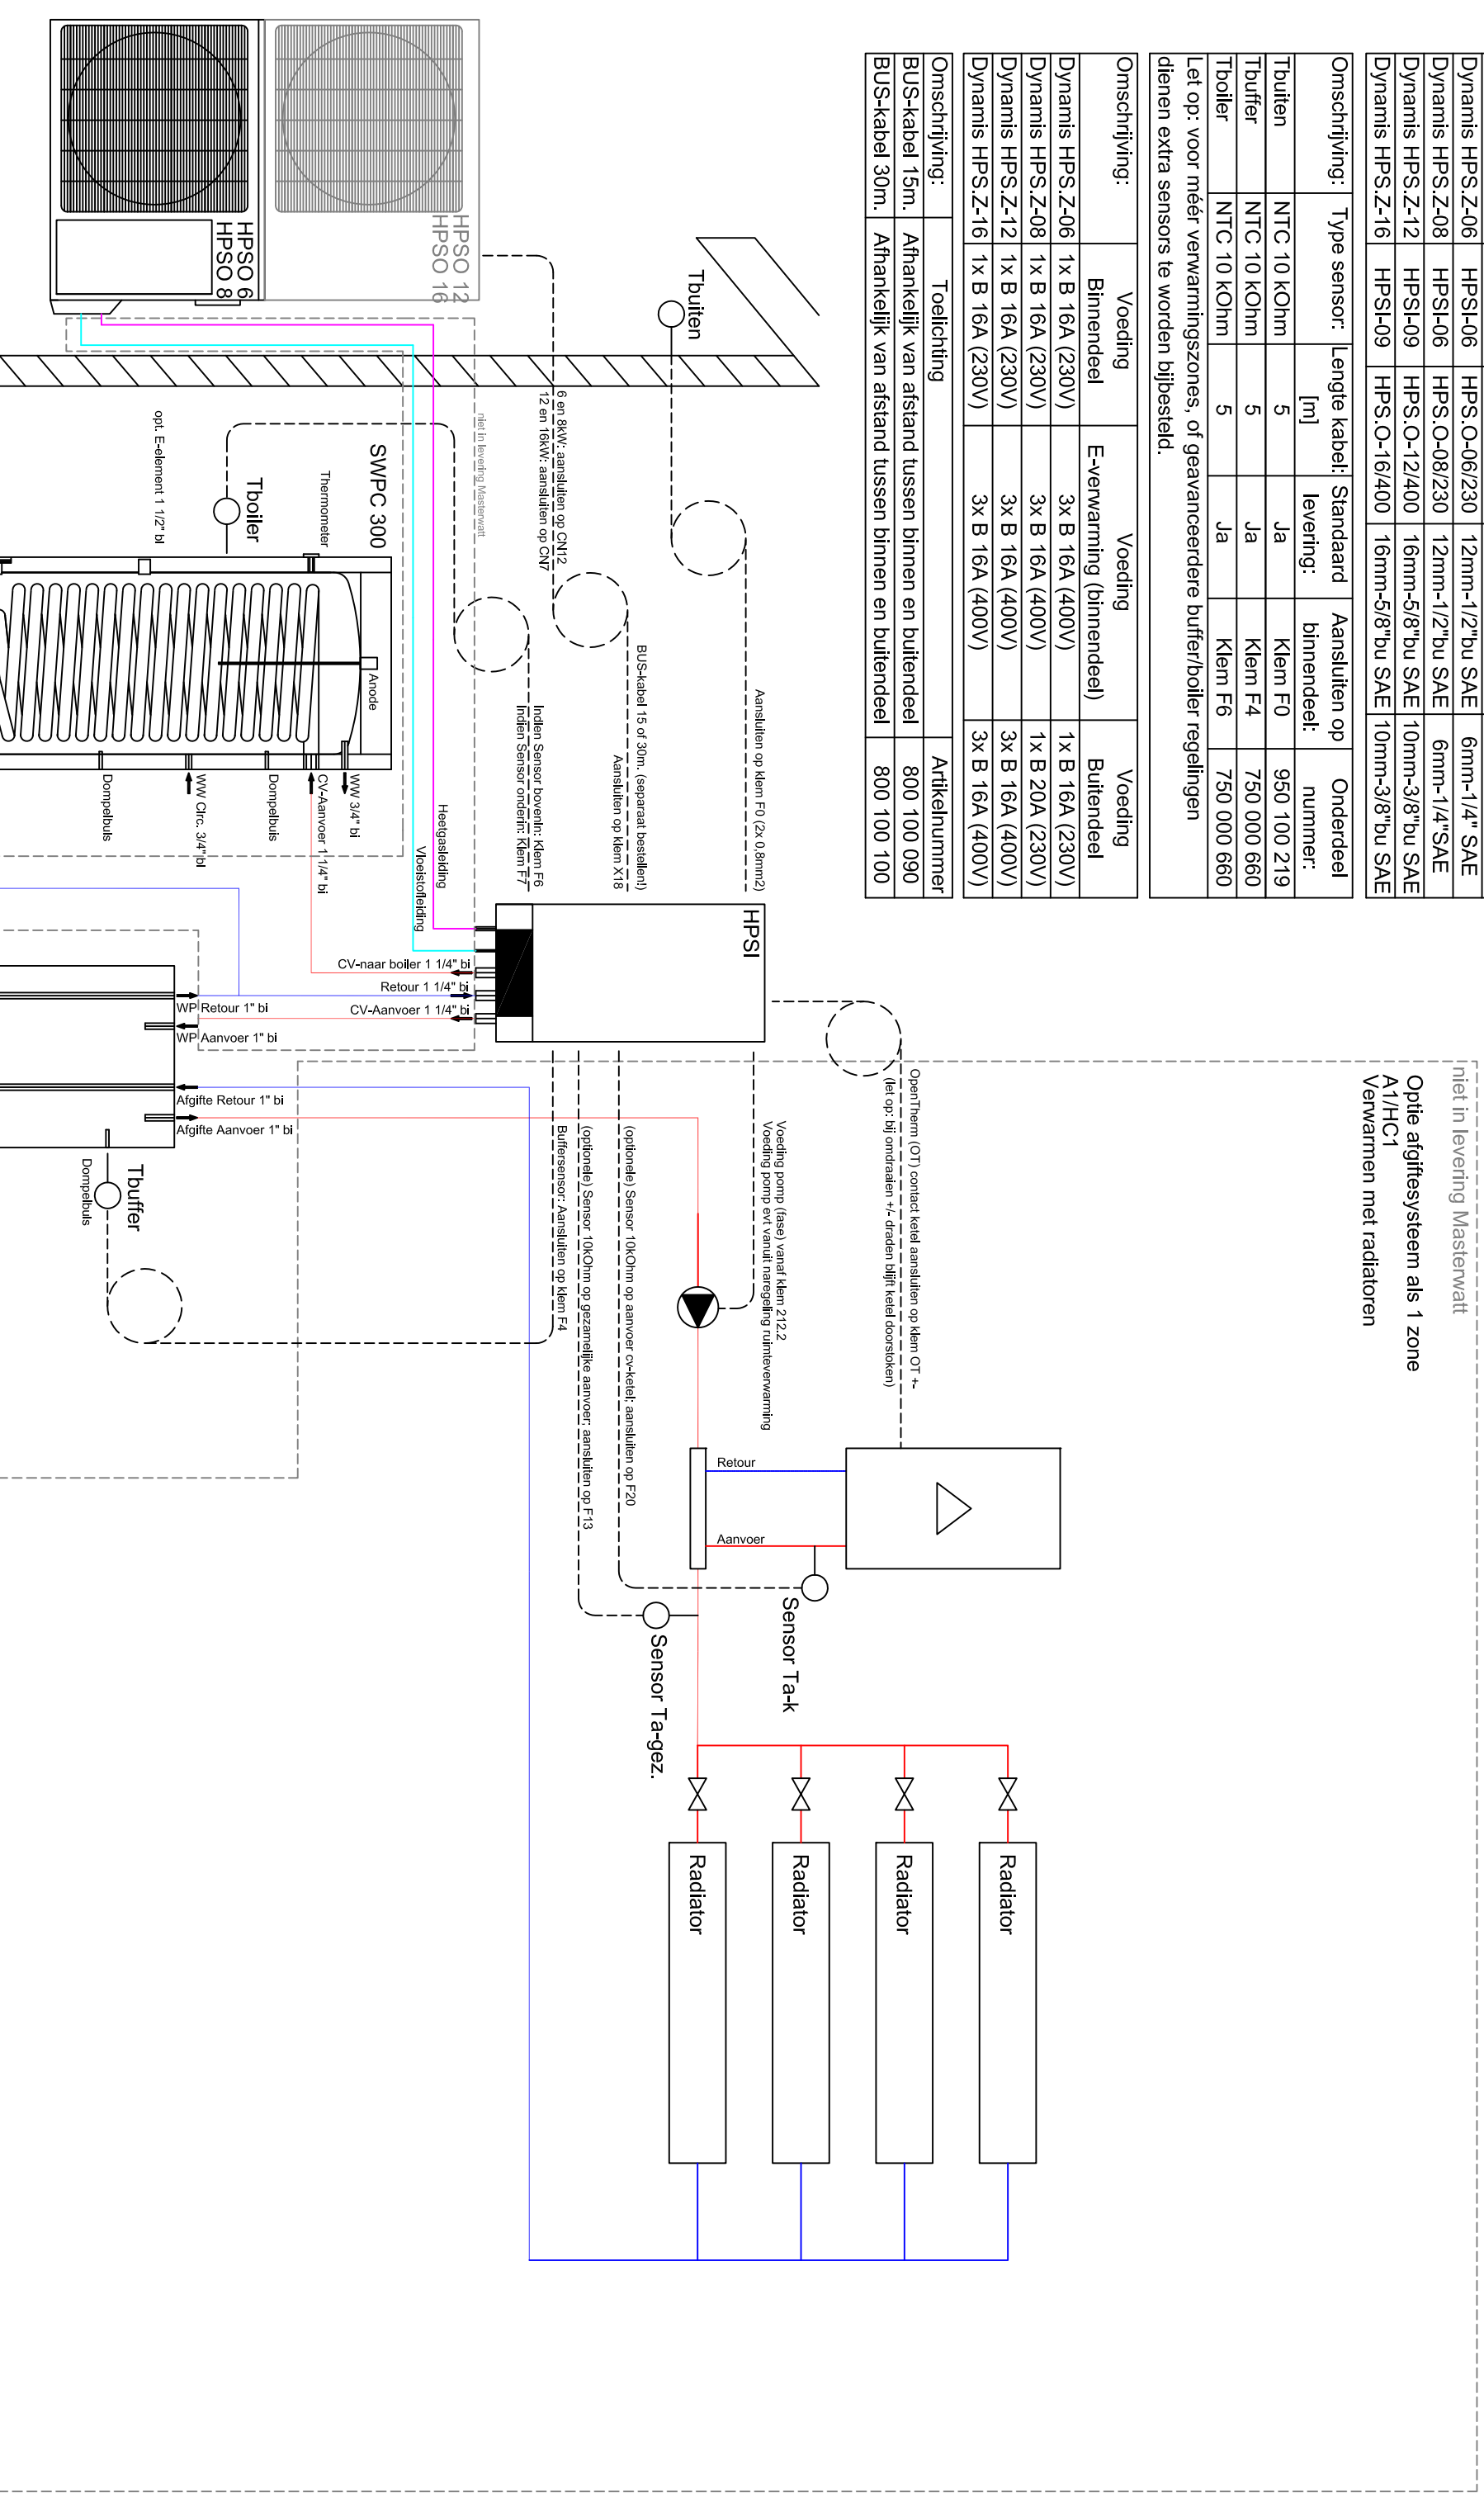 Dynamis HPS.Z-06 HPSI-06 HPS.O-06/230 12mm-1/2"bu SAE 6mm-1/4" SAE
Dynamis HPS.Z-08 HPSI-06 HPS.O-08/230 12mm-1/2"bu SAE 6mm-1/4"SAE
Dynamis HPS.Z-12 HPSI-09 HPS.O-12/400 16mm-5/8"bu SAE 10mm-3/8"bu SAE
Dynamis HPS.Z-16 HPSI-09 HPS.O-16/400 16mm-5/8"bu SAE 10mm-3/8"bu SAE
Omschrijving: Type sensor: Lengte kabel: Standaard Aansluiten op Onderdeel
[m] levering: binnendeel: nummer:
Tbuiten NTC 10 kOhm 5 Ja Klem F0 950 100 219
Tbuffer NTC 10 kOhm 5 Ja Klem F4 750 000 660
Tboiler NTC 10 kOhm 5 Ja Klem F6 750 000 660
Let op: voor méér verwarmingszones, of geavanceerdere buffer/boiler regelingen
dienen extra sensors te worden bijbesteld.
Omschrijving: Voeding Voeding Voeding
Binnendeel E-verwarming (binnendeel) Buitendeel
Dynamis HPS.Z-06 1x B 16A (230V) 3x B 16A (400V) 1x B 16A (230V)
Dynamis HPS.Z-08 1x B 16A (230V) 3x B 16A (400V) 1x B 20A (230V)
Dynamis HPS.Z-12 1x B 16A (230V) 3x B 16A (400V) 3x B 16A (400V)
Dynamis HPS.Z-16 1x B 16A (230V) 3x B 16A (400V) 3x B 16A (400V)
Omschrijving: Toelichting Artikelnummer
BUS-kabel 15m. Afhankelijk van afstand tussen binnen en buitendeel 800 100 090
BUS-kabel 30m. Afhankelijk van afstand tussen binnen en buitendeel 800 100 100
niet in levering Masterwatt
Optie afgiftesysteem als 1 zone
A1/HC1
Verwarmen met radiatoren
Tbuiten
Aansluiten op klem F0 (2x 0,8mm2)
HPSO 12
HPSO 16
HPSO 6
HPSO 8
6 en 8kW: aansluiten op CN12
12 en 16kW: aansluiten op CN7
BUS-kabel 15 of 30m. (separaat bestellen!)
Aansluiten op klem X18
niet in levering Masterwatt
Indien Sensor bovenin: Klem F6
Indien Sensor onderin: Klem F7
Heetgasleiding
Vloeistofleiding
HPSI
CV-naar boiler 1 1/4" bi
Retour 1 1/4" bi
CV-Aanvoer 1 1/4" bi
OpenTherm (OT) contact ketel aansluiten op klem OT +-
(let op: bij omdraaien +/- draden blijft ketel doorstoken)
Voeding pomp (fase) vanaf klem 212.2
Voeding pomp evt vanuit naregeling ruimteverwarming
(optionele) Sensor 10kOhm op aanvoer cv-ketel; aansluiten op F20
(optionele) Sensor 10kOhm op gezamelijke aanvoer; aansluiten op F13
Buffersensor: Aansluiten op klem F4
Retour
Aanvoer
Sensor Ta-k
Sensor Ta-gez.
Radiator
Radiator
Radiator
Radiator
SWPC 300
Thermometer
Tboiler
opt. E-element 1 1/2" bi
Anode
WW 3/4" bi
CV-Aanvoer 1 1/4" bi
Dompelbuis
WW Circ. 3/4" bi
Dompelbuis
WP Retour 1" bi
WP Aanvoer 1" bi
Afgifte Retour 1" bi
Afgifte Aanvoer 1" bi
Tbuffer
Dompelbuis